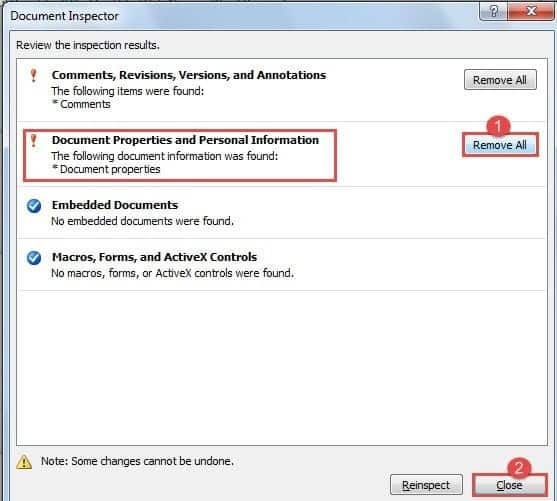 Document Inspector
Review the inspection results.
Comments, Revisions, Versions, and Annotations
The following items were found:
* Comments
Remove All
1
Document Properties and Personal Information
The following document information was found:
* Document properties
Remove All
Embedded Documents
No embedded documents were found.
Macros, Forms, and ActiveX Controls
No macros, forms, or ActiveX controls were found.
Note: Some changes cannot be undone.
2
Reinspect
Close